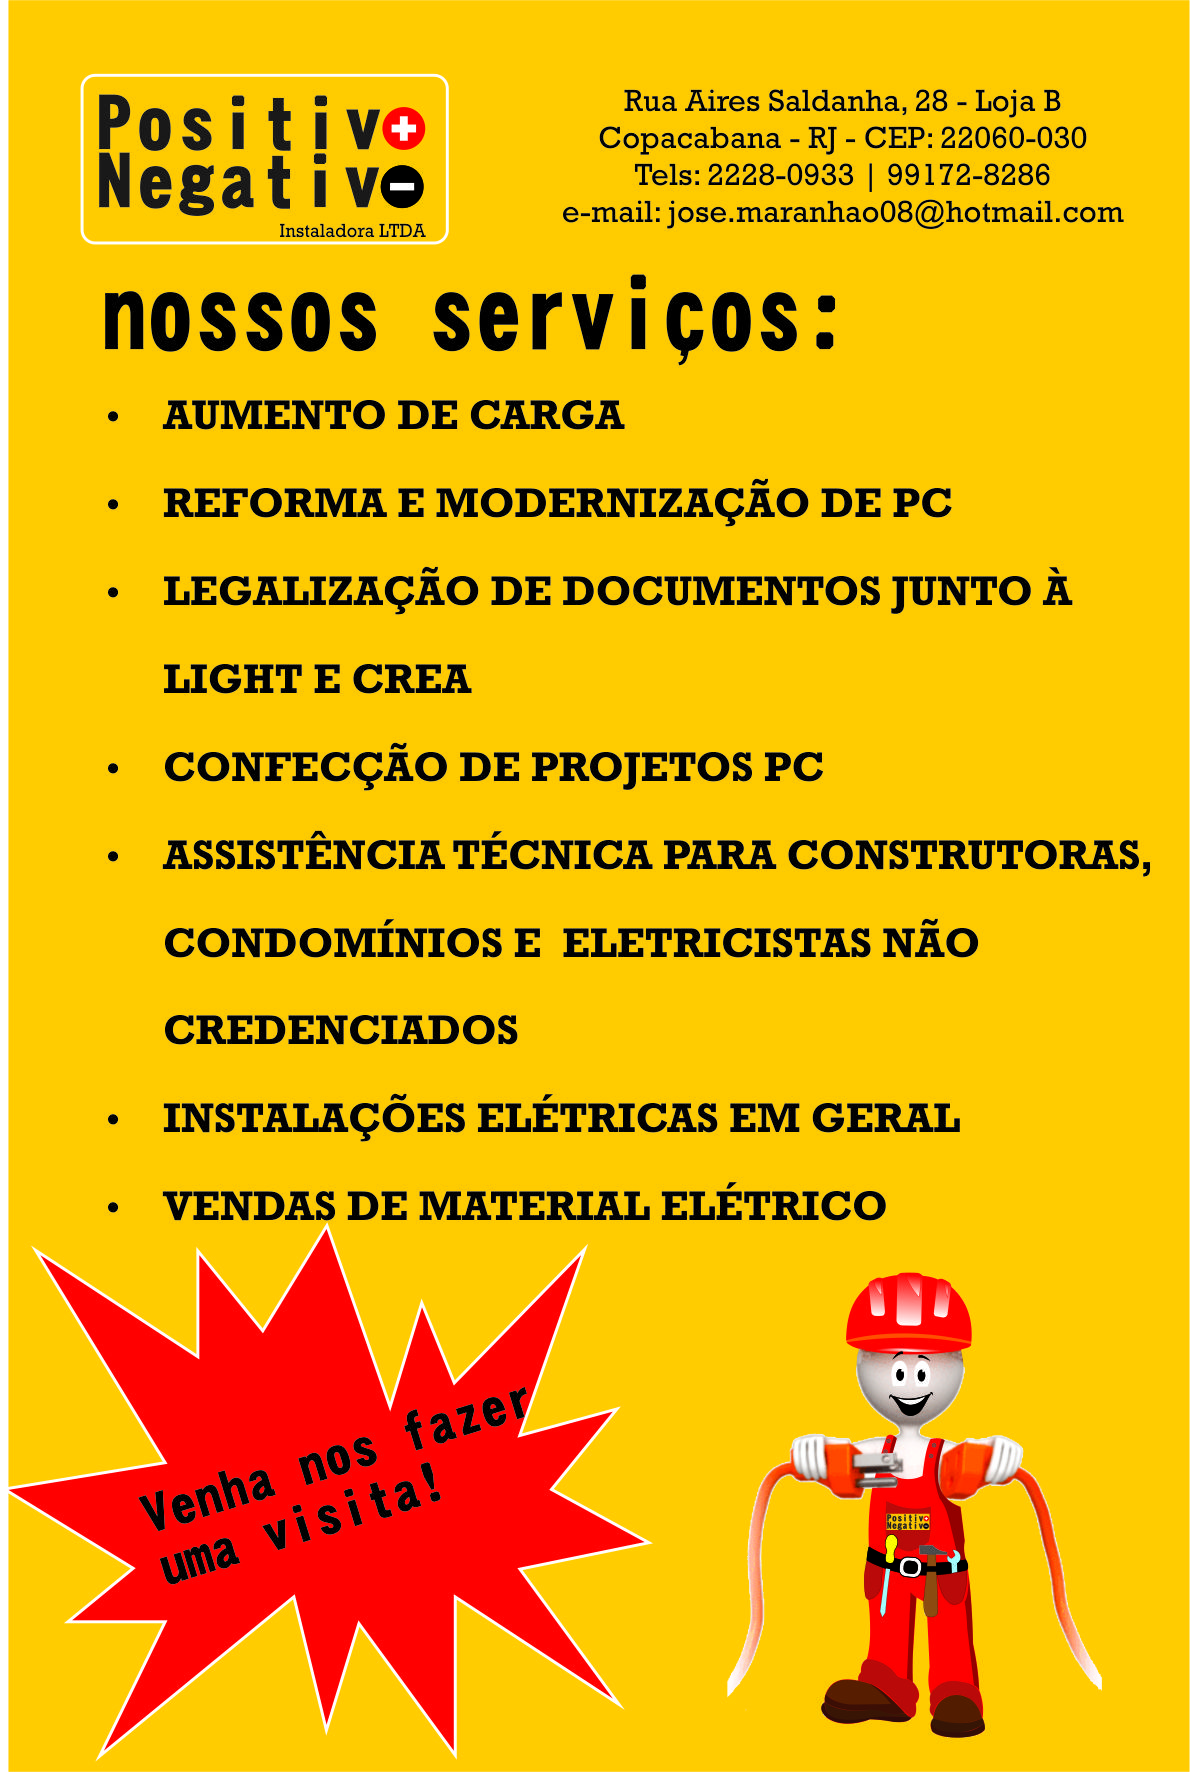 Positivo
Negativo
Instaladora LTDA
Rua Aires Saldanha, 28 - Loja B
Copacabana - RJ - CEP: 22060-030
Tels: 2228-0933 | 99172-8286
e-mail: jose.maranhao08@hotmail.com
nossos serviços:
• AUMENTO DE CARGA
• REFORMA E MODERNIZAÇÃO DE PC
• LEGALIZAÇÃO DE DOCUMENTOS JUNTO À
LIGHT E CREA
• CONFECÇÃO DE PROJETOS PC
• ASSISTÊNCIA TÉCNICA PARA CONSTRUTORAS,
CONDOMÍNIOS E ELETRICISTAS NÃO
CREDENCIADOS
• INSTALAÇÕES ELÉTRICAS EM GERAL
• VENDAS DE MATERIAL ELÉTRICO
Venha nos fazer
uma visita!
Positivo
Negativo